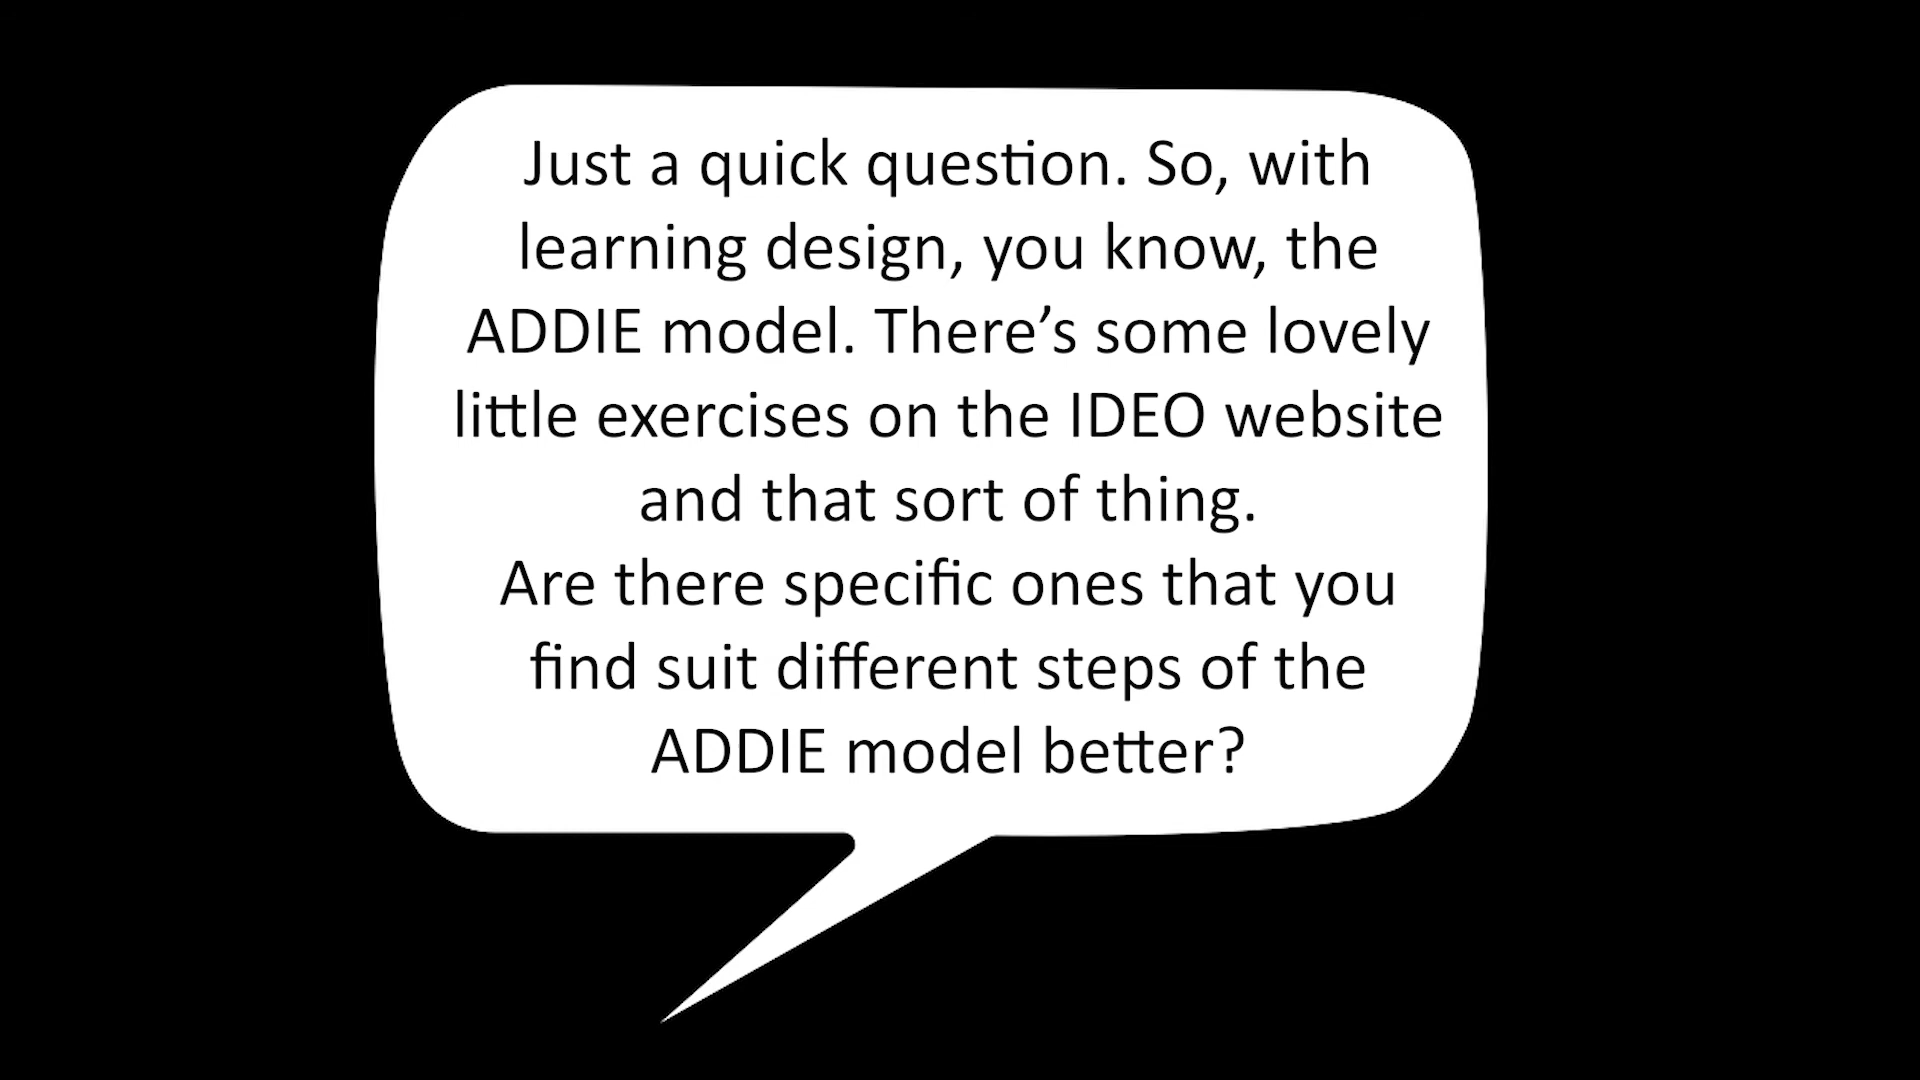 Just a quick question. So, with
learning design, you know, the
ADDIE model. There’s some lovely
little exercises on the IDEO website
and that sort of thing.
Are there specific ones that you
find suit different steps of the
ADDIE model better?